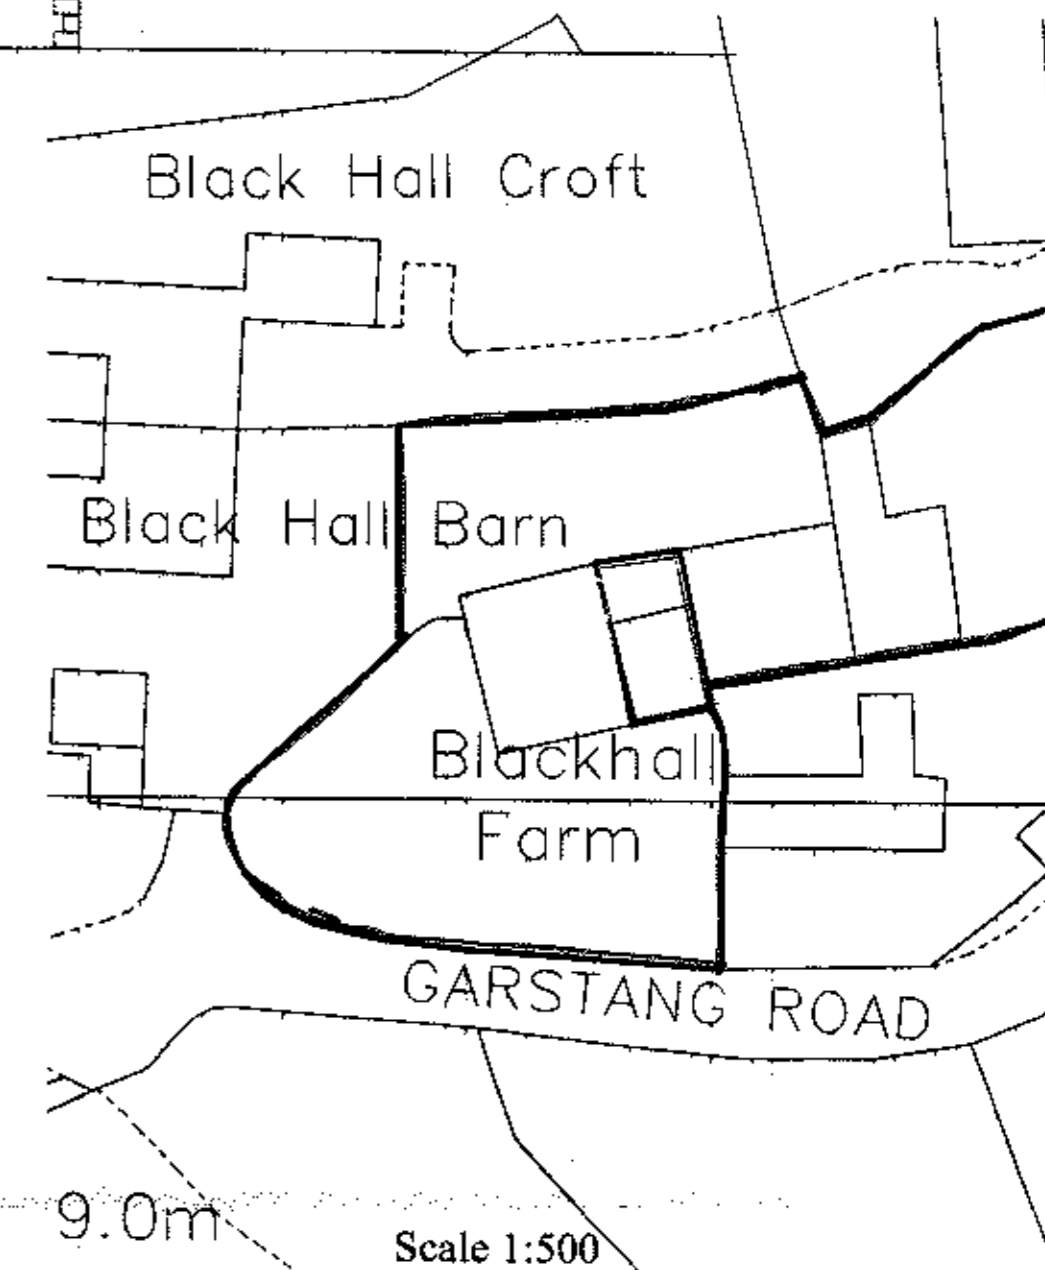 Black Hall Croft
Black Hall Barn
Blackhall
Farm
GARSTANG ROAD
9.0m
Scale 1:500